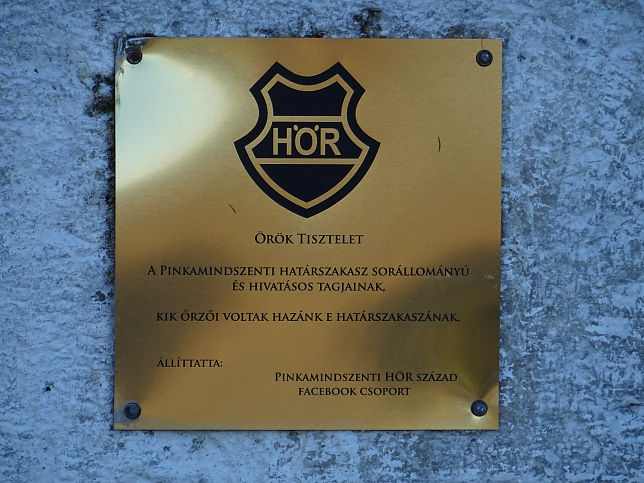 HŐR
Örök Tisztelet
A Pinkamindszenti határszakasz sorállományú
és hivatásos tagjainak,
kik őrzői voltak hazánk e határszakaszának.
állíttatta:
Pinkamindszenti HŐR század
facebook csoport